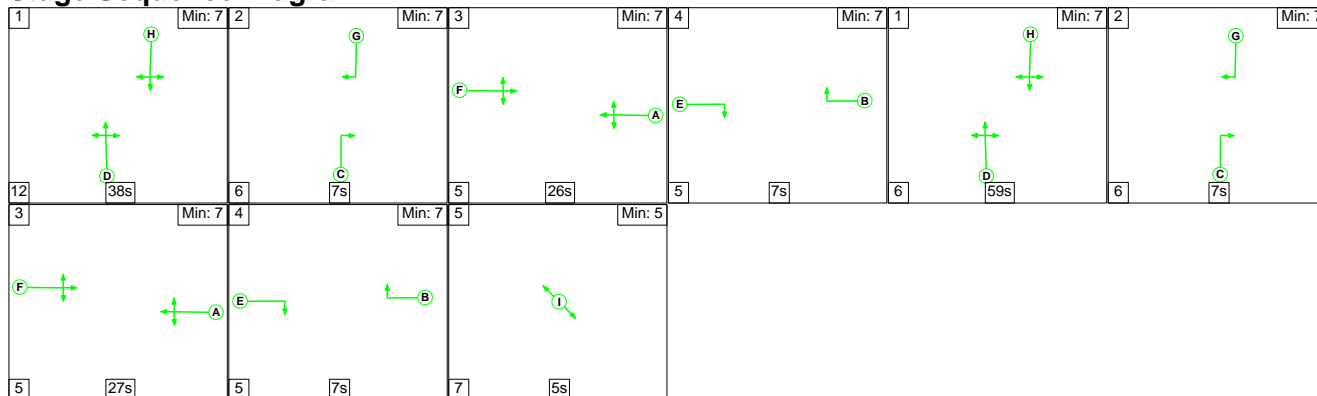 Stage Sequence Diagram
1 Min: 7 2 Min: 7 3 Min: 7 4 Min: 7 1 Min: 7 2 Min: 7
H G H G
F E B
A
D C D C
12 38s 6 7s 5 26s 5 7s 6 59s 6 7s
3 Min: 7 4 Min: 7 5 Min: 5
F E B I
A
5 27s 5 7s 7 5s